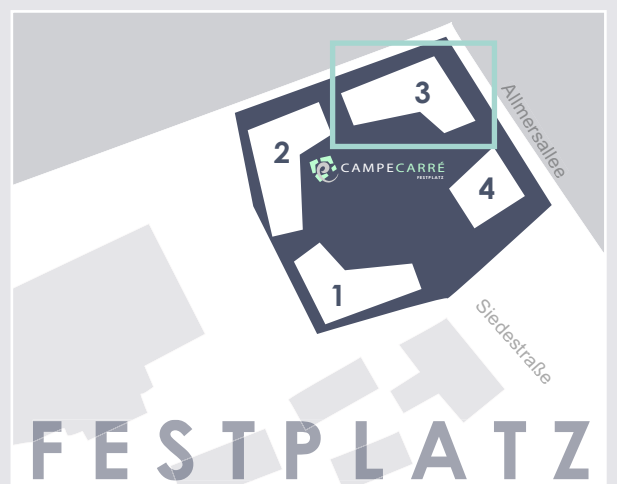 Allmersallee
3
2
CAMPECARRÉ
FESTPLATZ
4
1
Siedestraße
FESTPLATZ